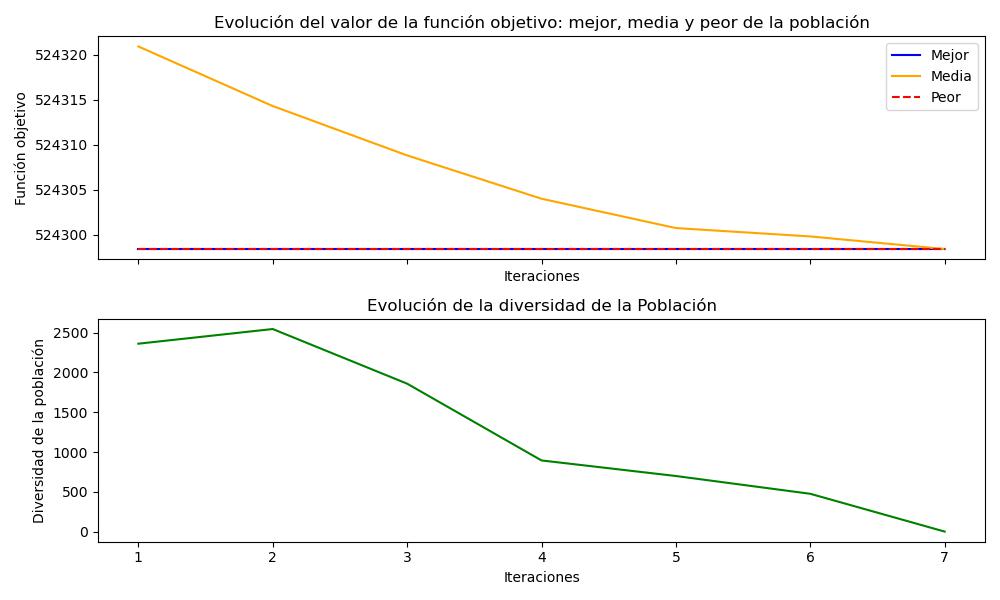 Evolución del valor de la función objetivo: mejor, media y peor de la población
Función objetivo
524320
524315
524310
524305
524300
Mejor
Media
Peor
Iteraciones
Evolución de la diversidad de la Población
Diversidad de la población
2500
2000
1500
1000
500
0
1 2 3 4 5 6 7
Iteraciones